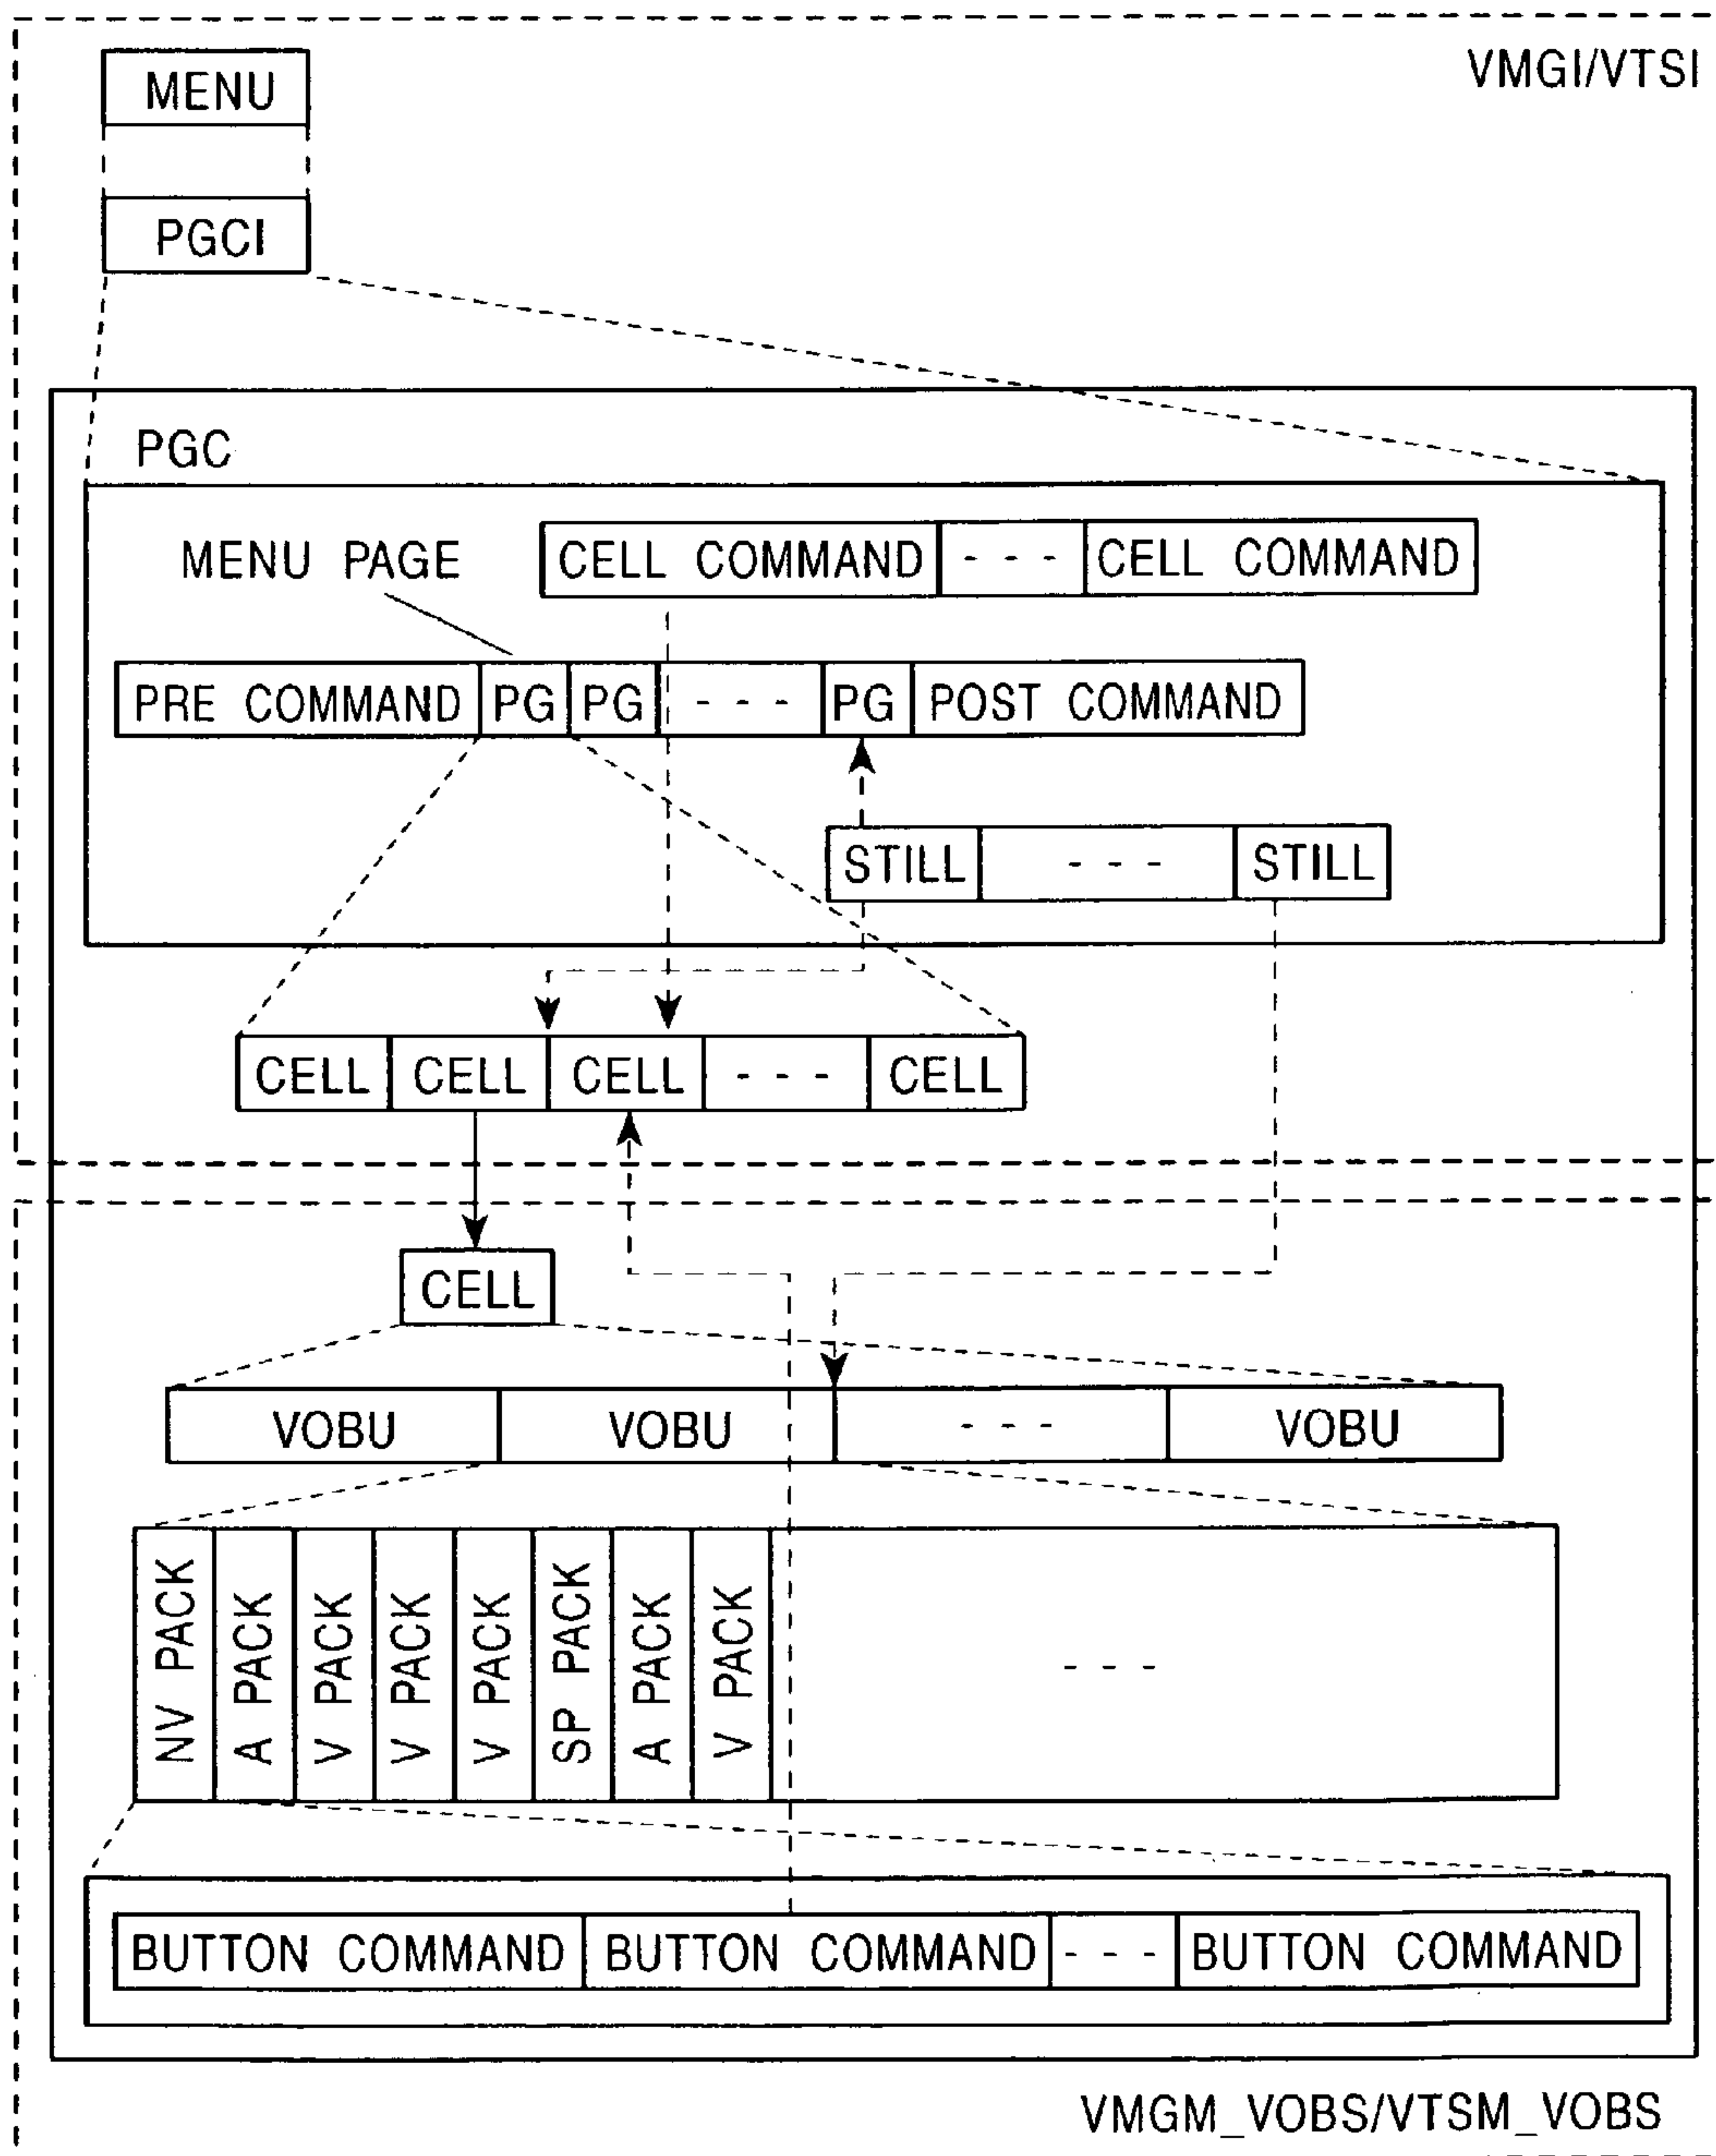 VMGI/VTSI
MENU
PGCI
PGC
MENU PAGE
CELL COMMAND - - - CELL COMMAND
PRE COMMAND PG PG - - - PG POST COMMAND
STILL - - - STILL
CELL CELL CELL - - - CELL
CELL
VOBU VOBU - - - VOBU
NV PACK A PACK V PACK V PACK V PACK SP PACK A PACK V PACK - - -
BUTTON COMMAND BUTTON COMMAND - - - BUTTON COMMAND
VMGM_VOBS/VTSM_VOBS